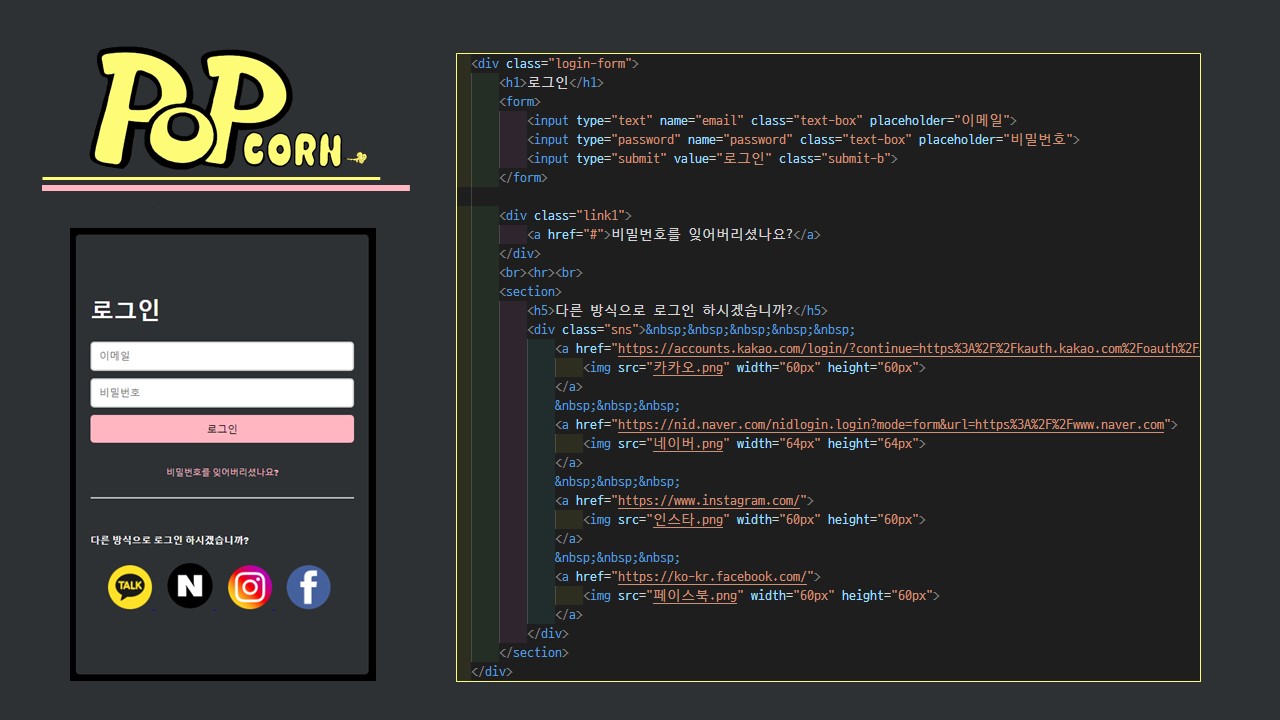 POP CORN
로그인
이메일
비밀번호
로그인
비밀번호를 잊어버리셨나요?
다른 방식으로 로그인 하시겠습니까?
TALK
N
f
<div class="login-form">
<h1>로그인</h1>
<form>
<input type="text" name="email" class="text-box" placeholder="이메일">
<input type="password" name="password" class="text-box" placeholder="비밀번호">
<input type="submit" value="로그인" class="submit-b">
</form>
<div class="link1">
<a href="#">비밀번호를 잊어버리셨나요?</a>
</div>
<br><hr><br>
<section>
<h5>다른 방식으로 로그인 하시겠습니까?</h5>
<div class="sns">&nbsp;&nbsp;&nbsp;&nbsp;&nbsp;
<a href="https://accounts.kakao.com/login/?continue=https%3A%2F%2Fkauth.kakao.com%2Foauth%2F
<img src="카카오.png" width="60px" height="60px">
</a>
&nbsp;&nbsp;&nbsp;
<a href="https://nid.naver.com/nidlogin.login?mode=form&url=https%3A%2F%2Fwww.naver.com">
<img src="네이버.png" width="64px" height="64px">
</a>
&nbsp;&nbsp;&nbsp;
<a href="https://www.instagram.com/">
<img src="인스타.png" width="60px" height="60px">
</a>
&nbsp;&nbsp;&nbsp;
<a href="https://ko-kr.facebook.com/">
<img src="페이스북.png" width="60px" height="60px">
</a>
</div>
</section>
</div>